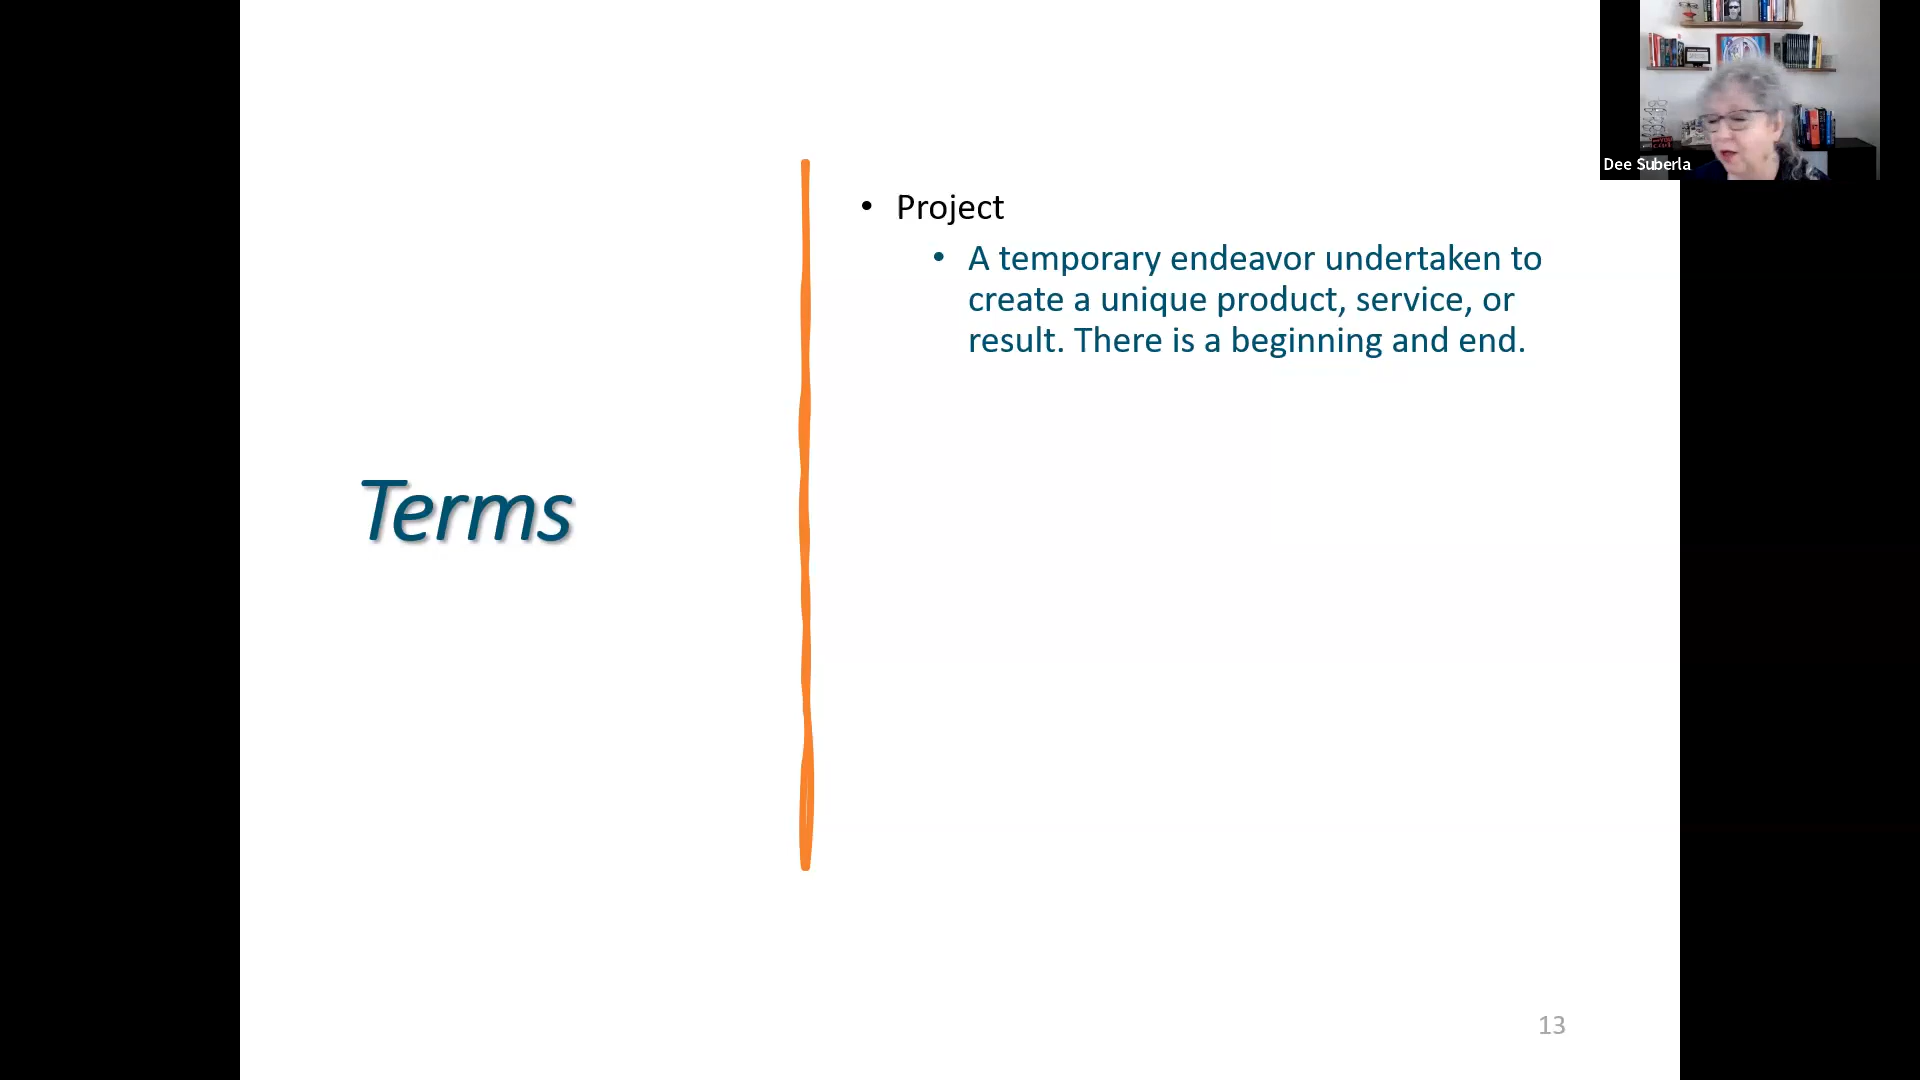 Dee Suberla
• Project
• A temporary endeavor undertaken to
create a unique product, service, or
result. There is a beginning and end.
Terms
13